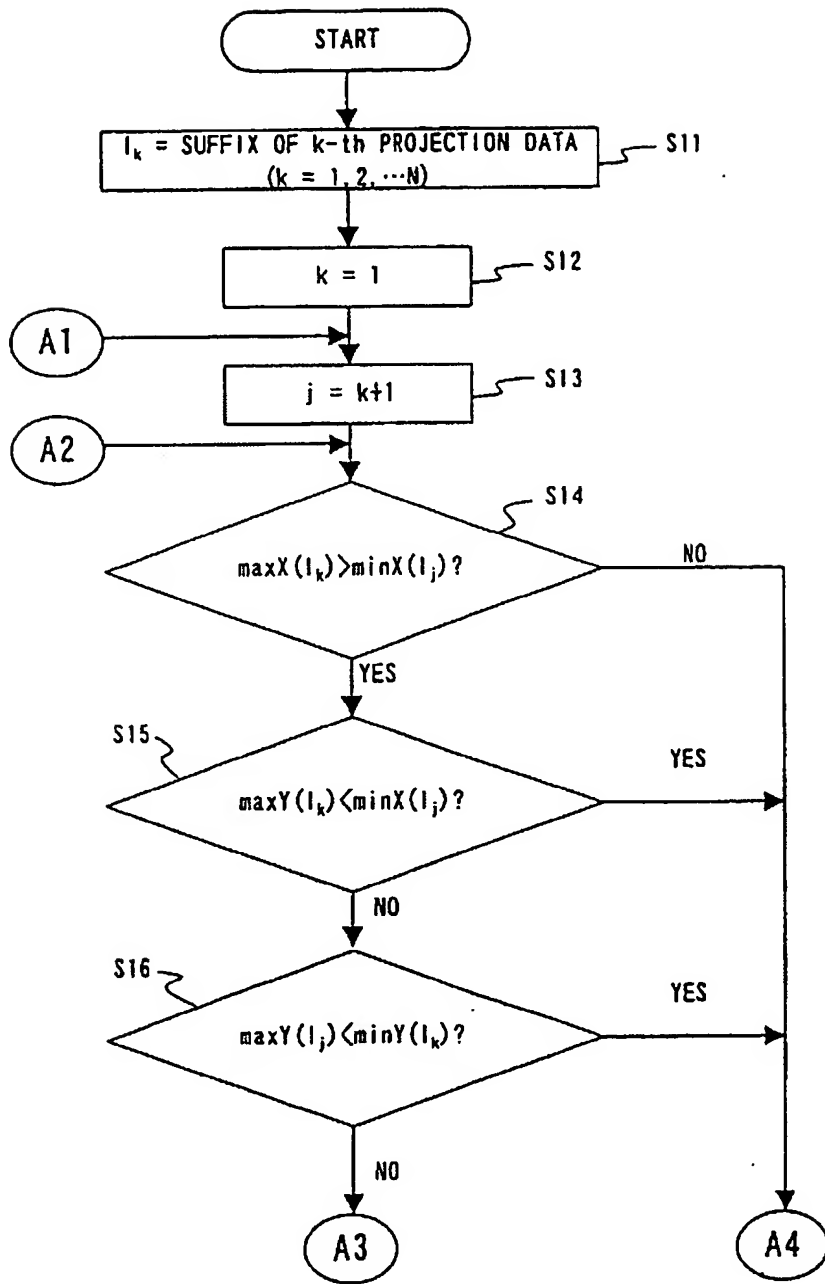 START
I_k = SUFFIX OF k-th PROJECTION DATA
(k = 1, 2, ⋯N)
S11
k = 1
S12
A1
j = k+1
S13
A2
S14
maxX(I_k)>minX(I_j)?
NO
YES
S15
maxY(I_k)<minX(I_j)?
YES
NO
S16
maxY(I_j)<minY(I_k)?
YES
NO
A3
A4